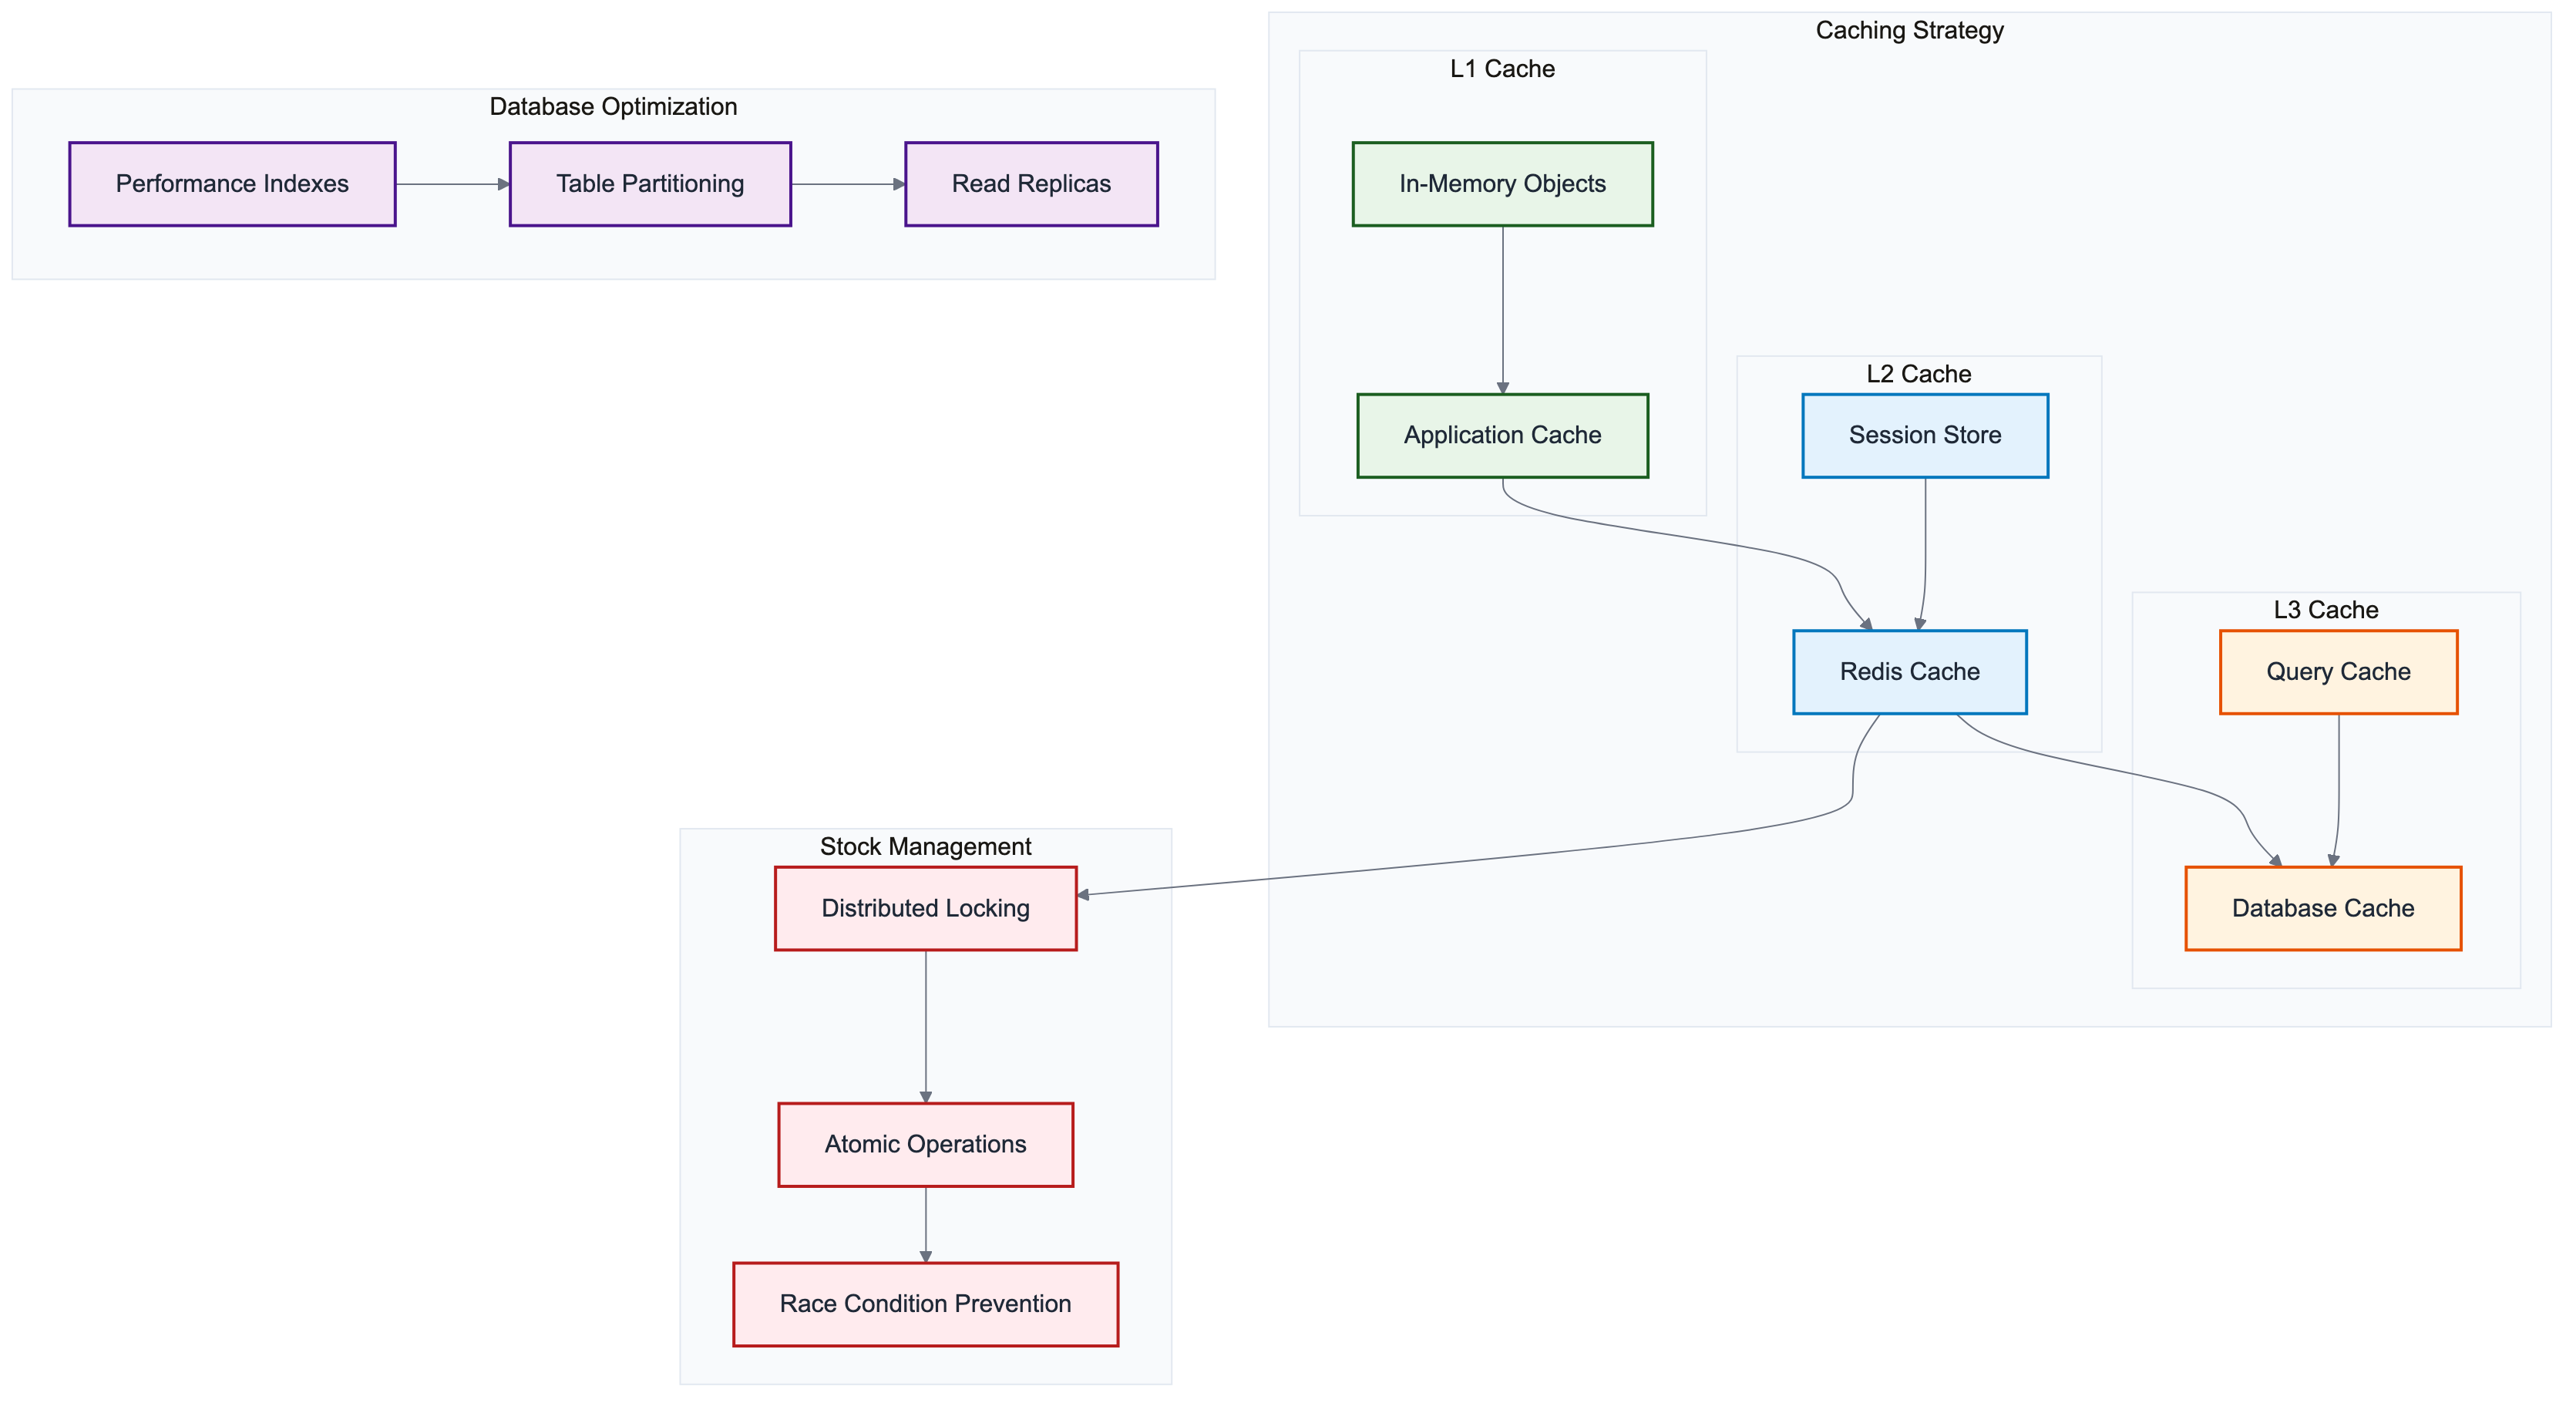 Caching Strategy
L1 Cache
Database Optimization
Performance Indexes
Table Partitioning
Read Replicas
In-Memory Objects
L2 Cache
Application Cache
Session Store
L3 Cache
Redis Cache
Query Cache
Stock Management
Distributed Locking
Database Cache
Atomic Operations
Race Condition Prevention